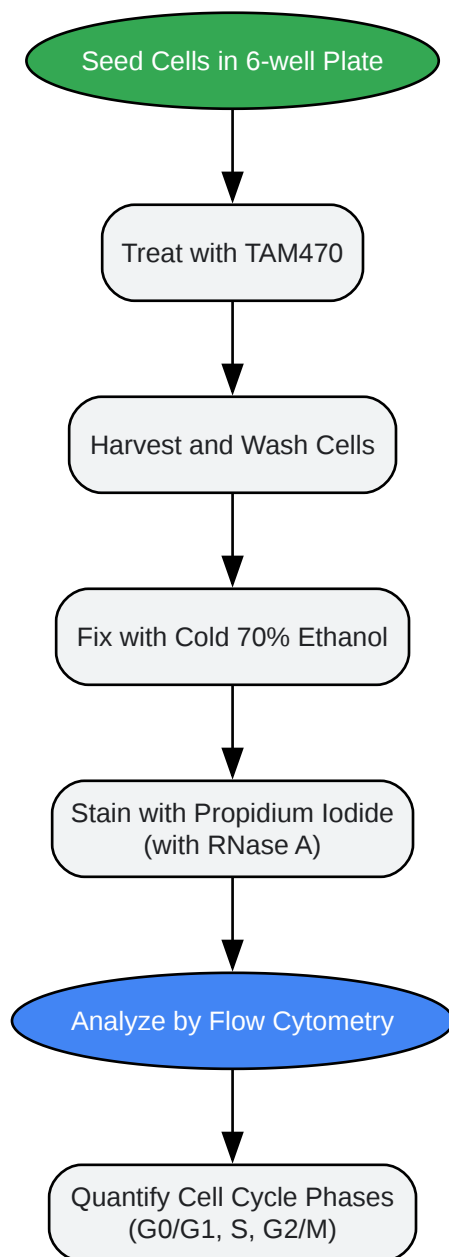 Seed Cells in 6-well Plate
Treat with TAM470
Harvest and Wash Cells
Fix with Cold 70% Ethanol
Stain with Propidium Iodide
(with RNase A)
Analyze by Flow Cytometry
Quantify Cell Cycle Phases
(G0/G1, S, G2/M)